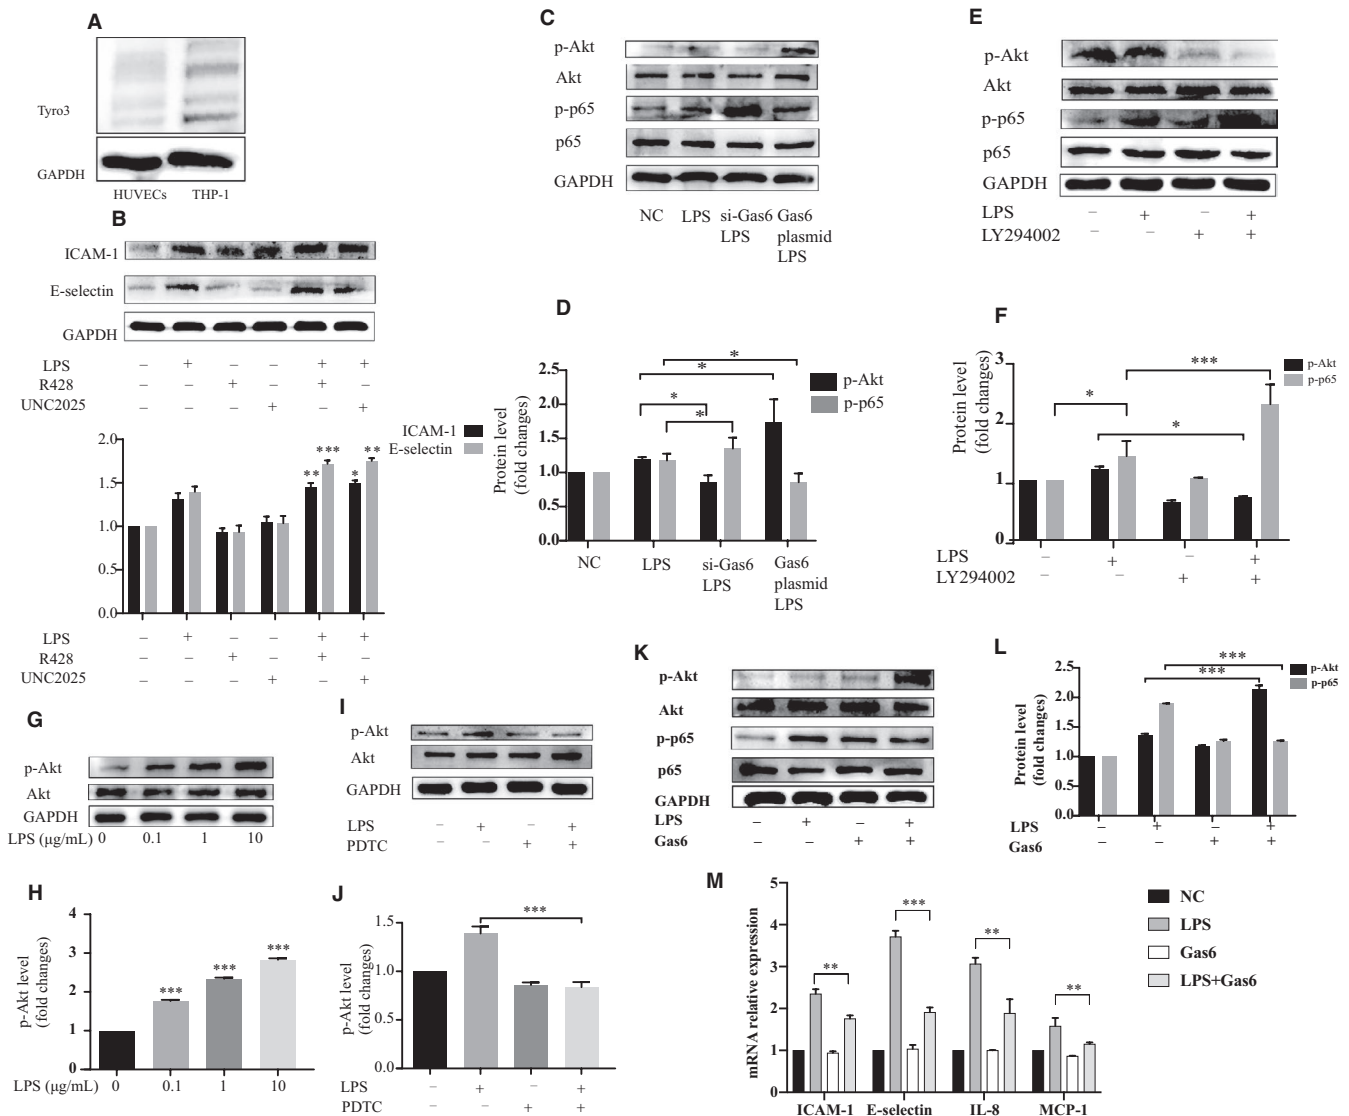 A
Tyro3
GAPDH
HUVECs THP-1
B
ICAM-1
E-selectin
GAPDH
LPS − + − − + +
R428 − − + − + −
UNC2025 − − − + − +
ICAM-1
E-selectin
2.0
1.5
1.0
0.5
0.0
** *** * **
LPS − + − − + +
R428 − − + − + −
UNC2025 − − − + − +
C
p-Akt
Akt
p-p65
p65
GAPDH
NC LPS si-Gas6 Gas6
LPS plasmid
LPS
D
Protein level
(fold changes)
2.5
2.0
1.5
1.0
0.5
0.0
*
*
*
*
p-Akt
p-p65
NC LPS si-Gas6 Gas6
LPS plasmid
LPS
E
p-Akt
Akt
p-p65
p65
GAPDH
LPS − + − +
LY294002 − − + +
F
Protein level
(fold changes)
3
2
1
0
***
*
*
p-Akt
p-p65
LPS − + − +
LY294002 − − + +
G
p-Akt
Akt
GAPDH
LPS (μg/mL) 0 0.1 1 10
H
p-Akt level
(fold changes)
4
3
2
1
0
*** *** ***
LPS (μg/mL) 0 0.1 1 10
I
p-Akt
Akt
GAPDH
LPS − + − +
PDTC − − + +
J
p-Akt level
(fold changes)
1.5
1.0
0.5
0.0
***
LPS − + − +
PDTC − − + +
K
p-Akt
Akt
p-p65
p65
GAPDH
LPS − + − +
Gas6 − − + +
L
Protein level
(fold changes)
2.5
2.0
1.5
1.0
0.5
0.0
***
***
p-Akt
p-p65
LPS − + − +
Gas6 − − + +
M
mRNA relative expression
5
4
3
2
1
0
** *** ** **
ICAM-1 E-selectin IL-8 MCP-1
NC
LPS
Gas6
LPS+Gas6